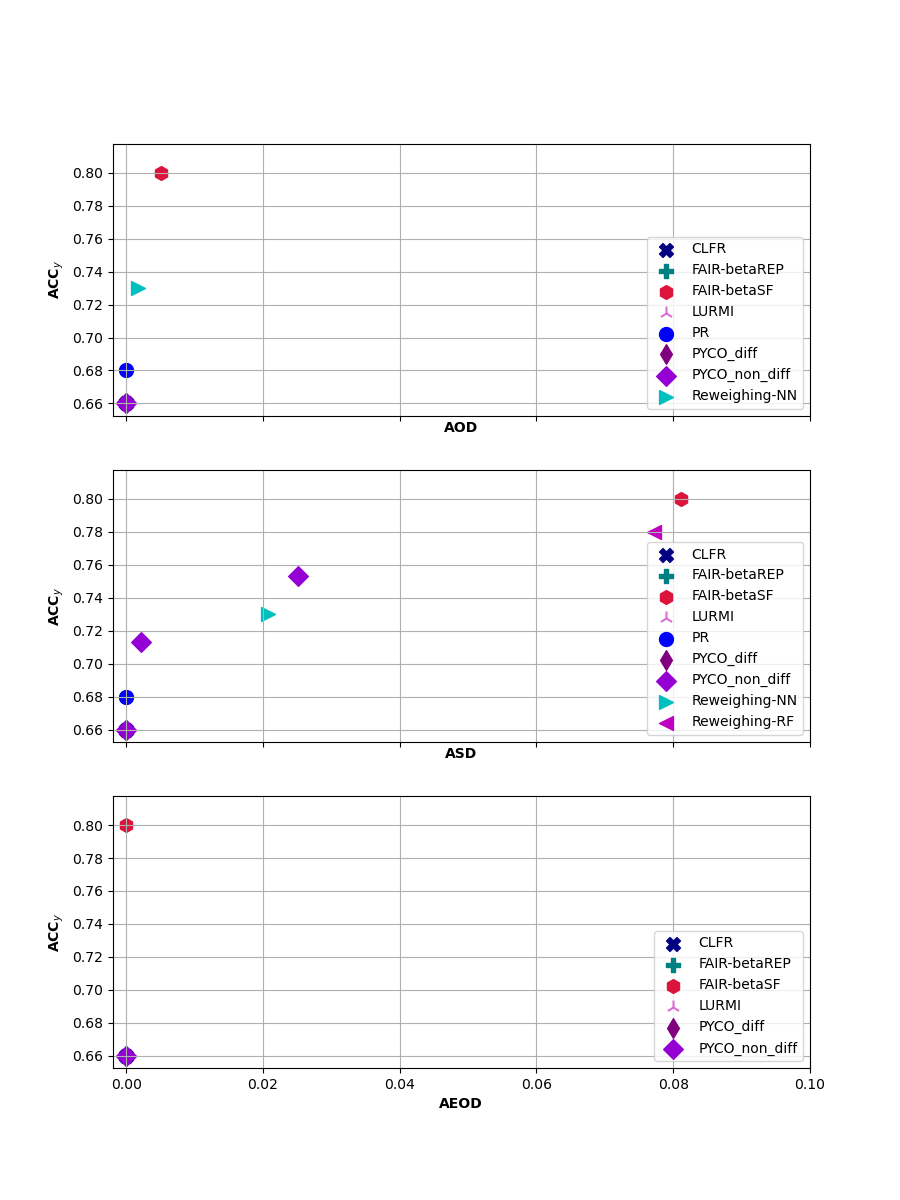 0.80
0.78
0.76
0.74
0.72
0.70
0.68
0.66
ACCy
CLFR
FAIR-betaREP
FAIR-betaSF
LURMI
PR
PYCO_diff
PYCO_non_diff
Reweighing-NN
AOD
0.80
0.78
0.76
0.74
0.72
0.70
0.68
0.66
ACCy
CLFR
FAIR-betaREP
FAIR-betaSF
LURMI
PR
PYCO_diff
PYCO_non_diff
Reweighing-NN
Reweighing-RF
ASD
0.80
0.78
0.76
0.74
0.72
0.70
0.68
0.66
ACCy
CLFR
FAIR-betaREP
FAIR-betaSF
LURMI
PYCO_diff
PYCO_non_diff
0.00 0.02 0.04 0.06 0.08 0.10
AEOD